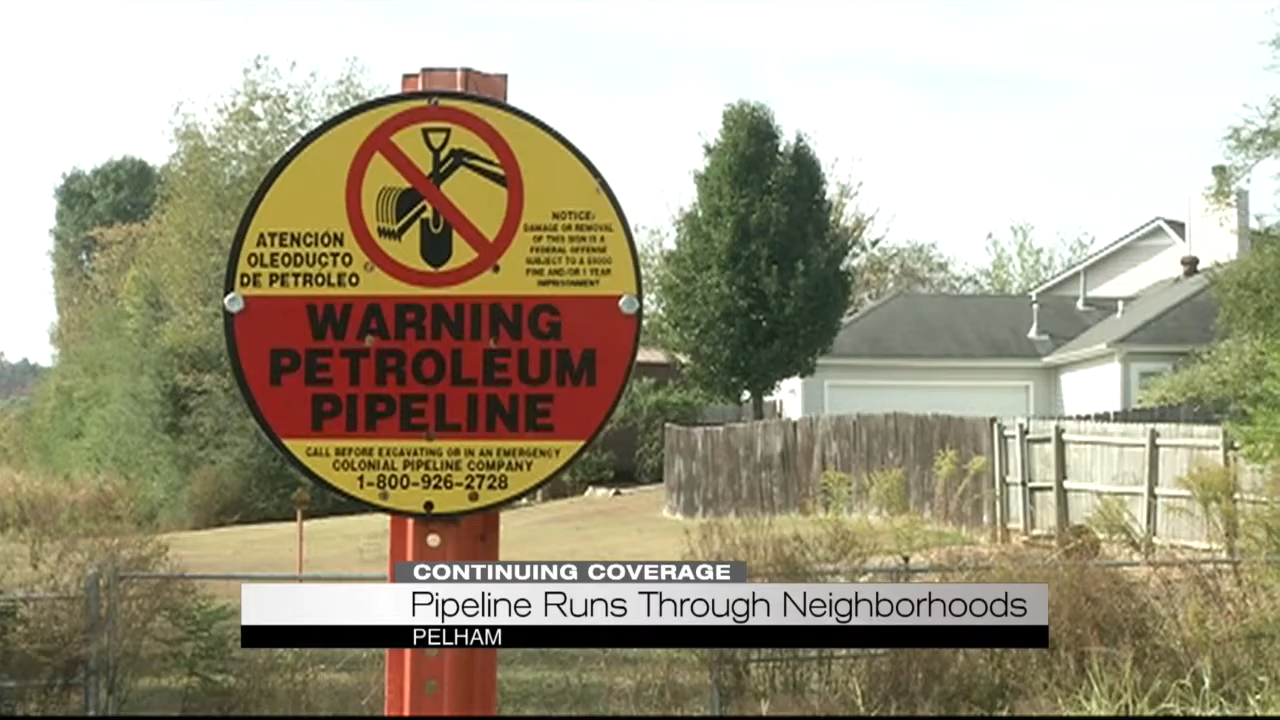 ATENCIÓN
OLEODUCTO
DE PETRÓLEO
NOTICE:
DAMAGE OR REMOVAL
OF THIS SIGN IS A
FEDERAL OFFENSE
SUBJECT TO A $5000
FINE AND/OR 1 YEAR
IMPRISONMENT
WARNING
PETROLEUM
PIPELINE
CALL BEFORE EXCAVATING OR IN AN EMERGENCY
COLONIAL PIPELINE COMPANY
1-800-926-2728
CONTINUING COVERAGE
Pipeline Runs Through Neighborhoods
PELHAM